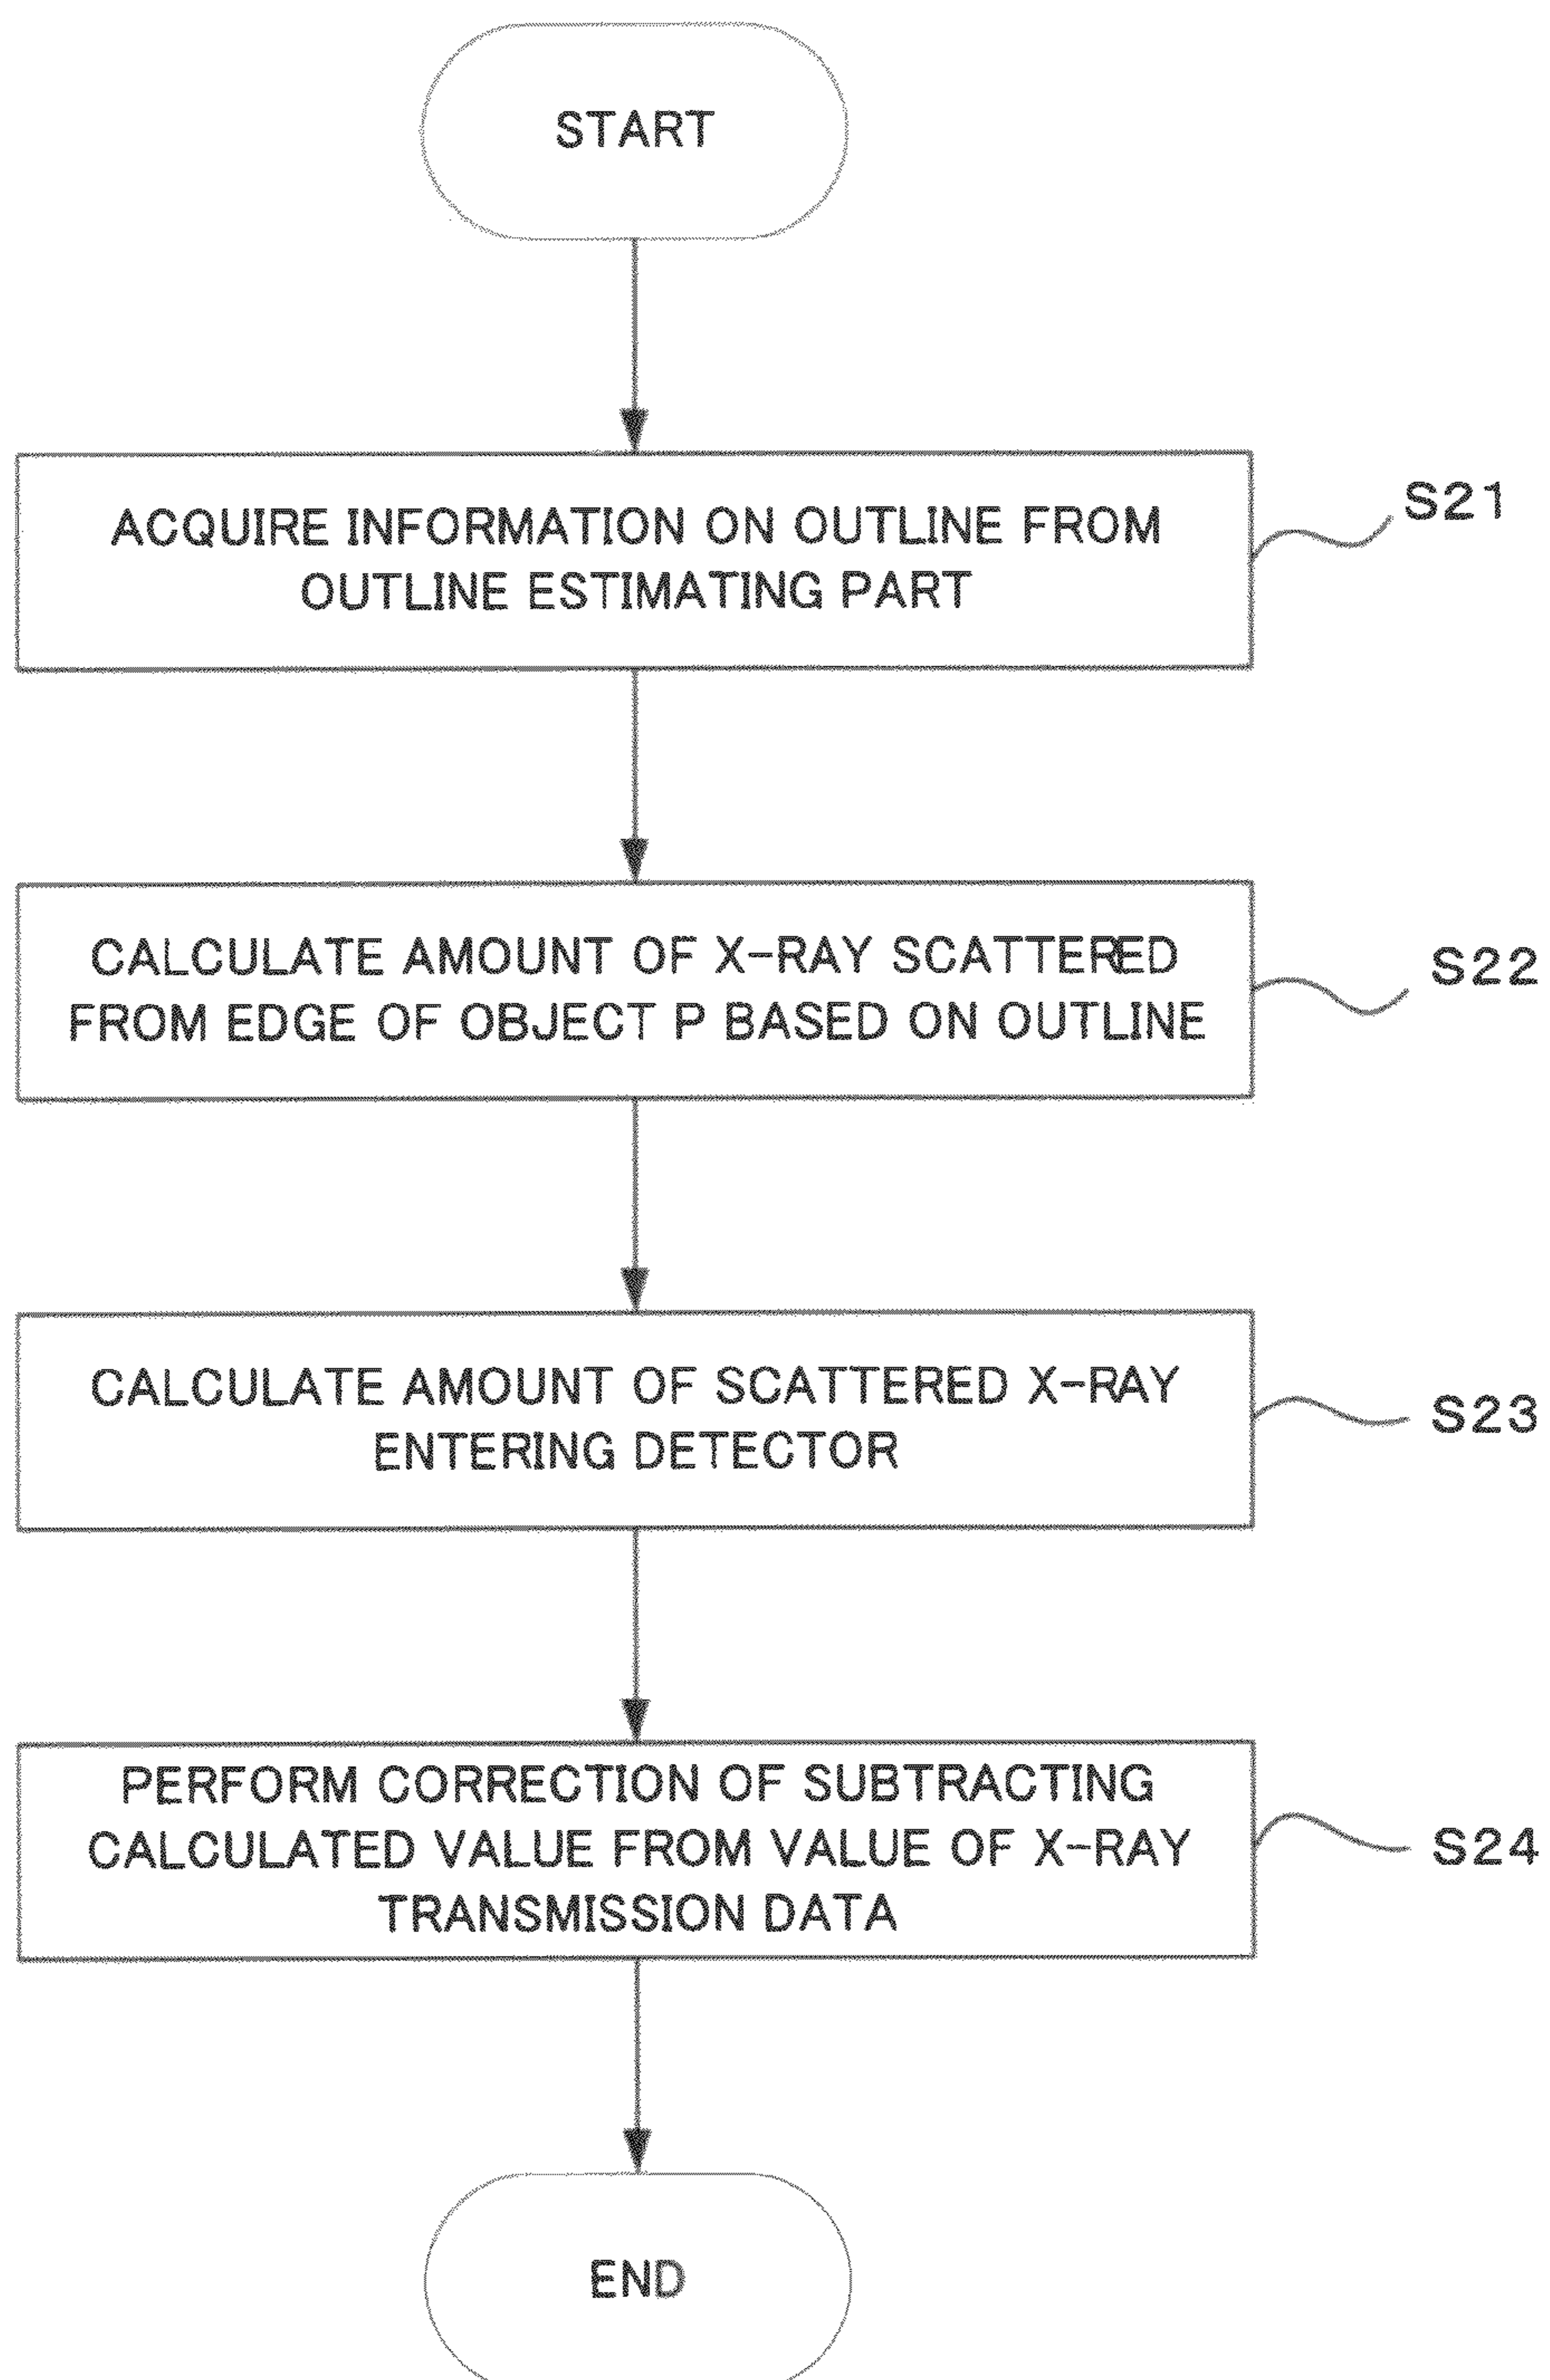 START
ACQUIRE INFORMATION ON OUTLINE FROM
OUTLINE ESTIMATING PART
S21
CALCULATE AMOUNT OF X-RAY SCATTERED
FROM EDGE OF OBJECT P BASED ON OUTLINE
S22
CALCULATE AMOUNT OF SCATTERED X-RAY
ENTERING DETECTOR
S23
PERFORM CORRECTION OF SUBTRACTING
CALCULATED VALUE FROM VALUE OF X-RAY
TRANSMISSION DATA
S24
END